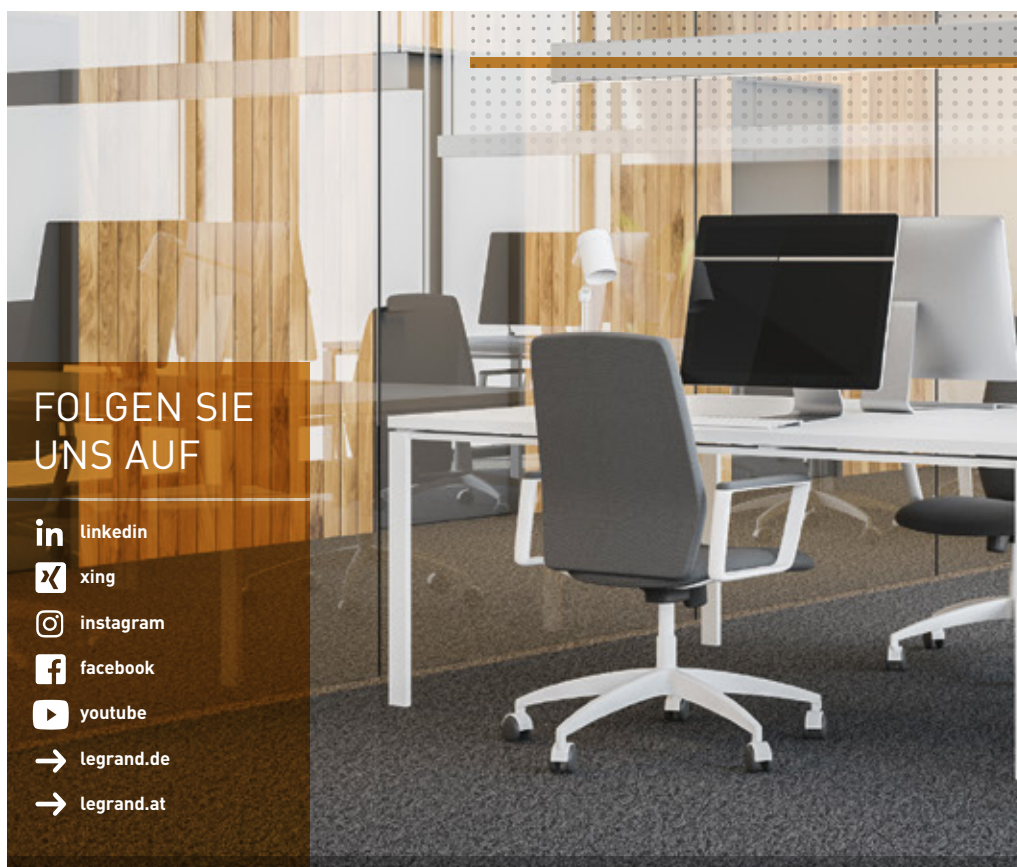 FOLGEN SIE
UNS AUF
linkedin
xing
instagram
facebook
youtube
legrand.de
legrand.at